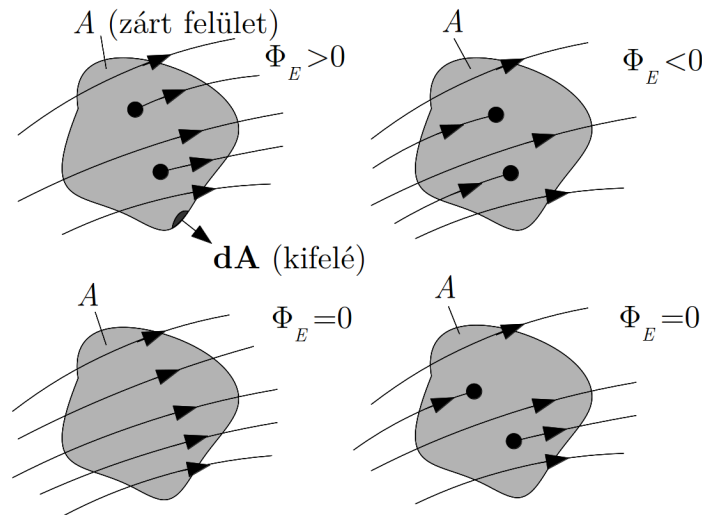 A (zárt felület)
Φ_E >0
A
Φ_E <0
dA (kifelé)
A
Φ_E =0
A
Φ_E =0